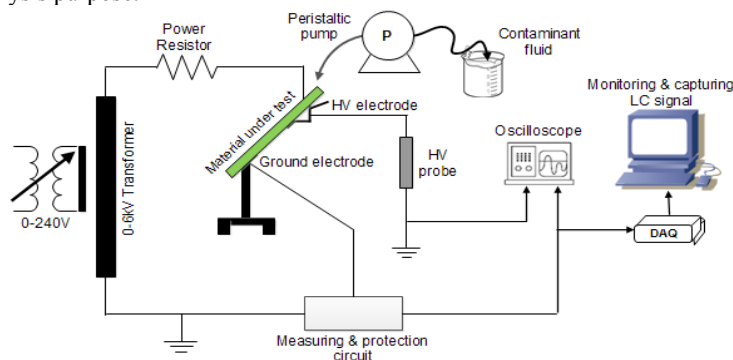 Power
Resistor
Peristaltic
pump
P
Contaminant
fluid
Monitoring & capturing
LC signal
Material under test
HV electrode
Oscilloscope
0-6kV Transformer
Ground electrode
HV
probe
0-240V
DAQ
Measuring & protection
circuit